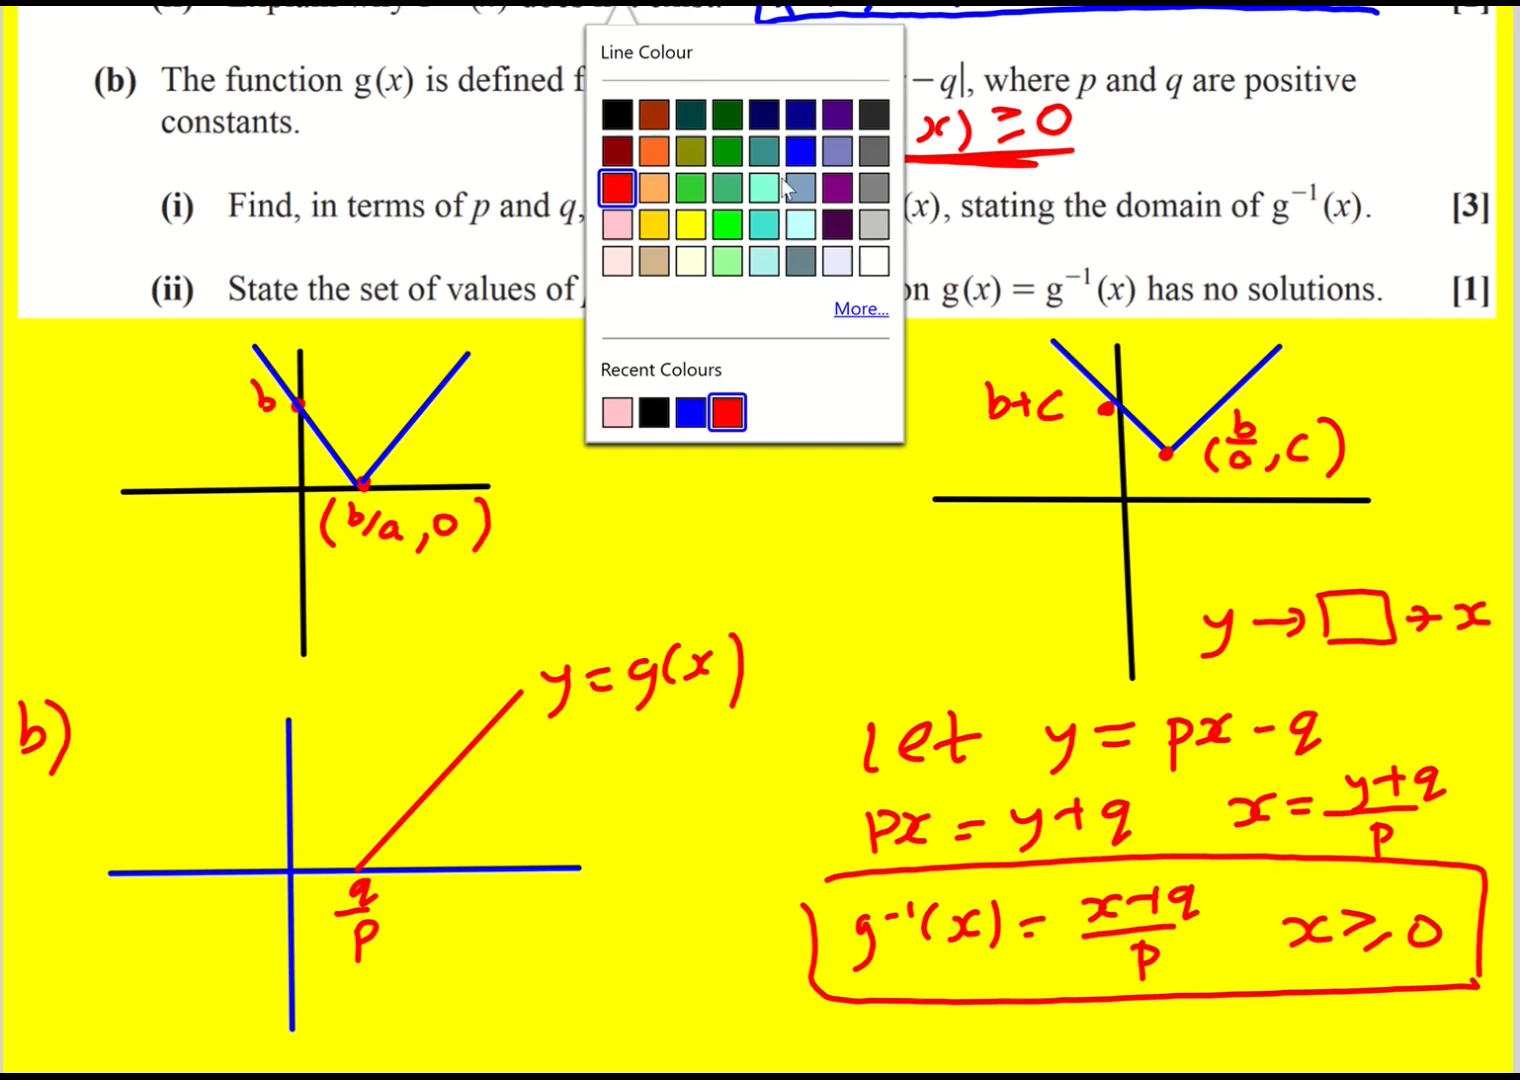 (b) The function g(x) is defined f
− q|, where p and q are positive
constants.
x) ≥ 0
(i) Find, in terms of p and q,
(x), stating the domain of g⁻¹(x). [3]
(ii) State the set of values of
on g(x) = g⁻¹(x) has no solutions. [1]
Line Colour
More...
Recent Colours
b
(b/a, 0)
b+c
(b/a, c)
y → □ → x
b)
y = g(x)
q/p
let y = px - q
px = y + q x = (y+q)/p
g⁻¹(x) = (x+q)/p x ≥ 0